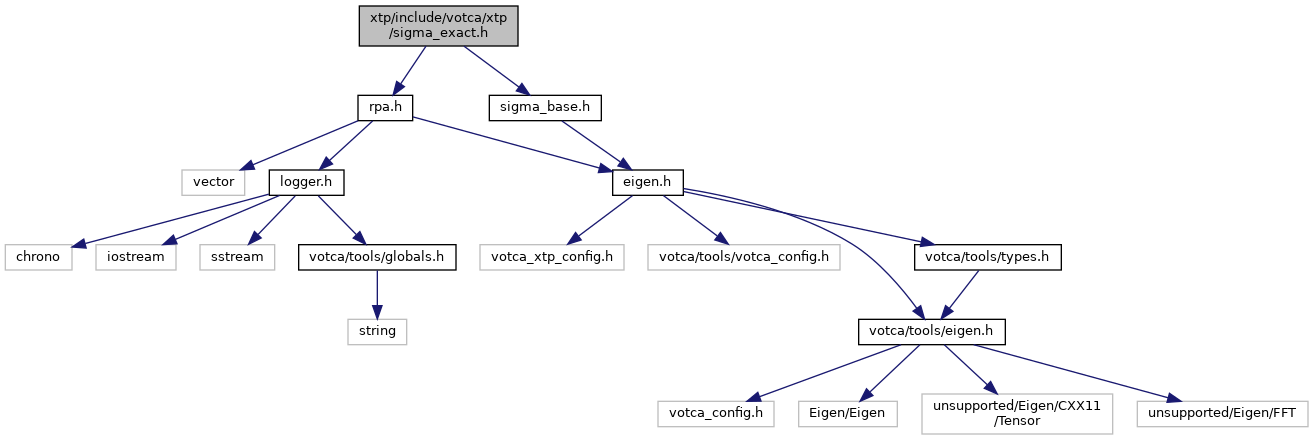 xtp/include/votca/xtp
/sigma_exact.h
rpa.h
sigma_base.h
vector
logger.h
eigen.h
chrono
iostream
sstream
votca/tools/globals.h
votca_xtp_config.h
votca/tools/votca_config.h
votca/tools/types.h
string
votca/tools/eigen.h
votca_config.h
Eigen/Eigen
unsupported/Eigen/CXX11
/Tensor
unsupported/Eigen/FFT